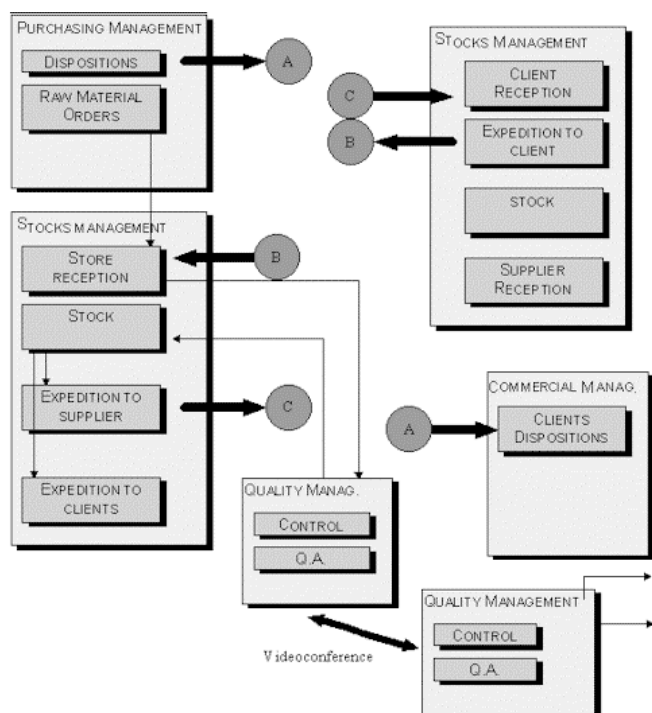 PURCHASING MANAGEMENT
DISPOSITIONS
A
RAW MATERIAL
ORDERS
STOCKS MANAGEMENT
CLIENT
RECEPTION
C
B
EXPEDITION TO
CLIENT
STOCK
SUPPLIER
RECEPTION
STOCKS MANAGEMENT
STORE
RECEPTION
B
STOCK
EXPEDITION TO
SUPPLIER
C
EXPEDITION TO
CLIENTS
COMMERCIAL MANAG.
A
CLIENTS
DISPOSITIONS
QUALITY MANAG.
CONTROL
Q.A.
Videoconference
QUALITY MANAGEMENT
CONTROL
Q.A.